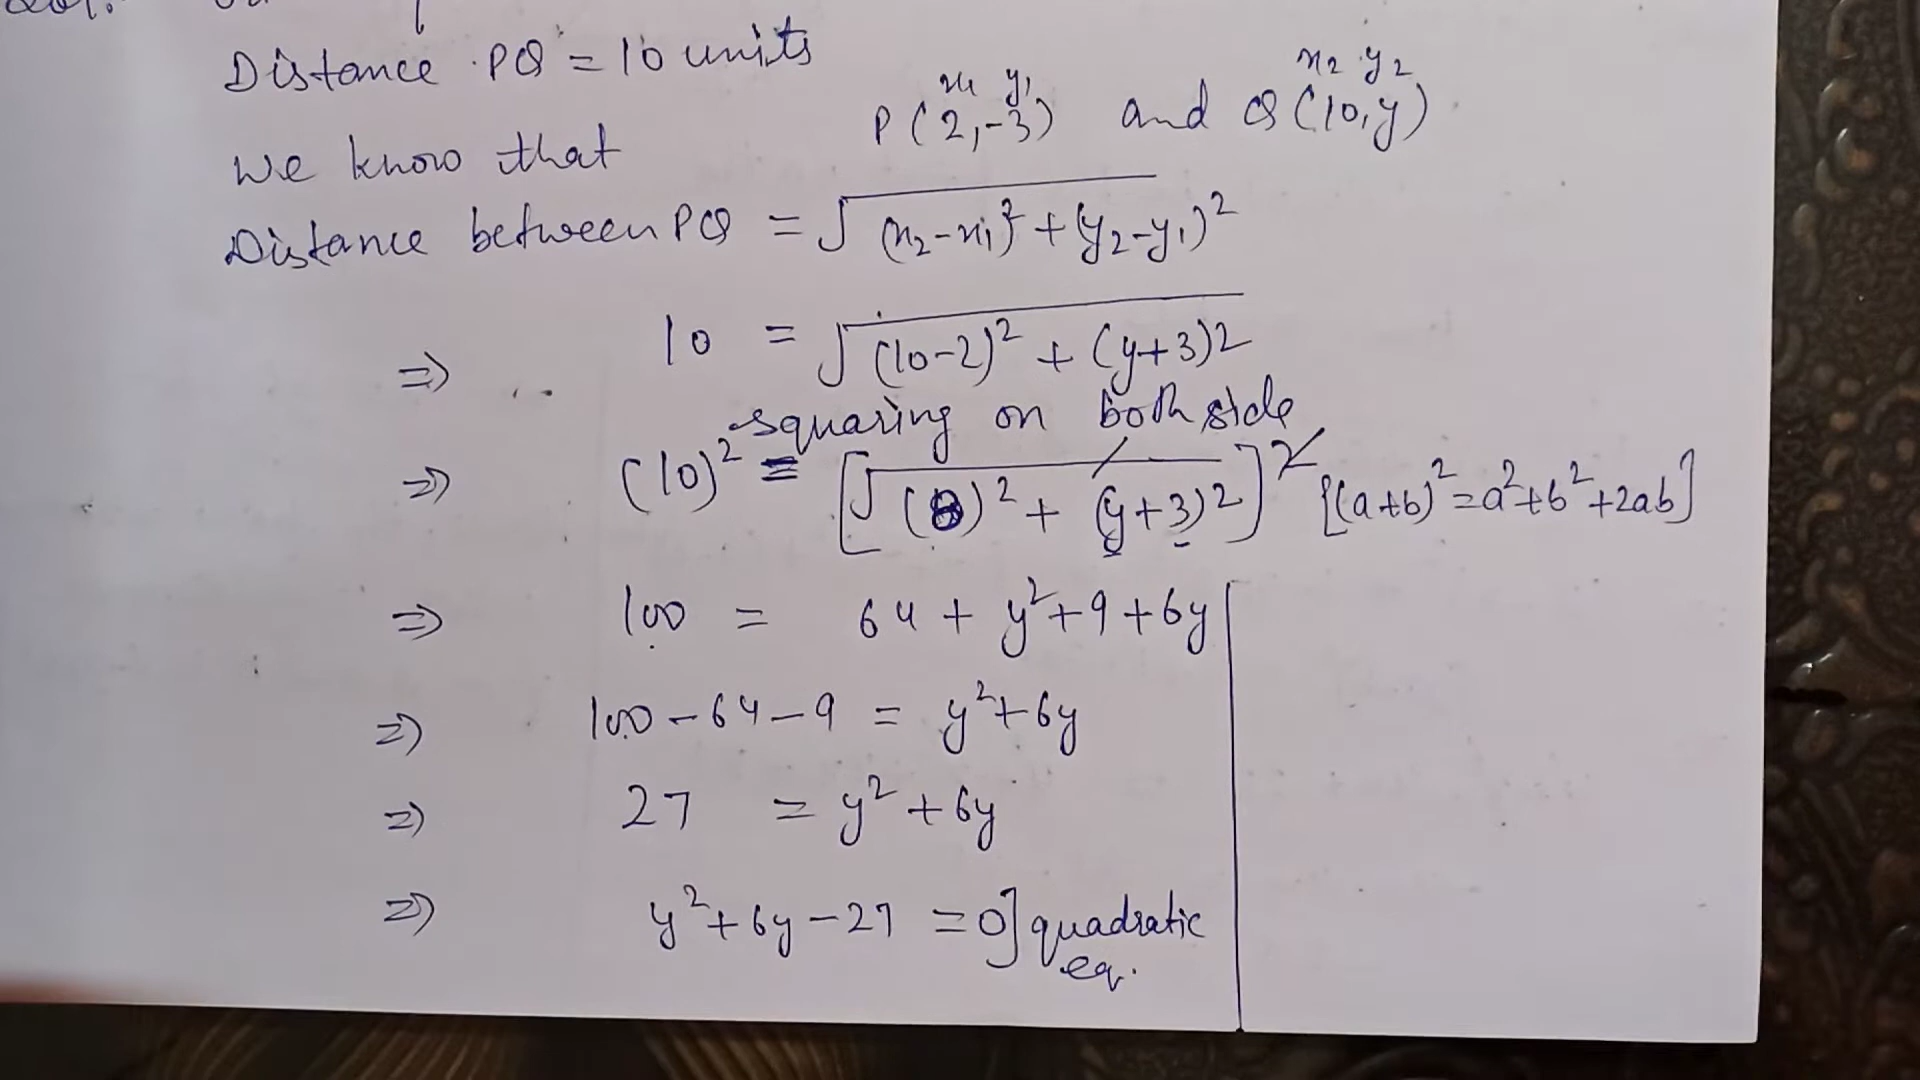 Distance PQ = 10 units
x1 y1 x2 y2
P(2,-3) and Q(10,y)
We know that
Distance between PQ = √(x2-x1)² + (y2-y1)²
⇒ 10 = √(10-2)² + (y+3)2
squaring on both side
⇒ (10)² = [√(8)² + (y+3)2]² [(a+b)²=a²+b²+2ab]
⇒ 100 = 64 + y²+9+6y
⇒ 100-64-9 = y²+6y
⇒ 27 = y²+6y
⇒ y²+6y-27 = 0] quadratic
eq.